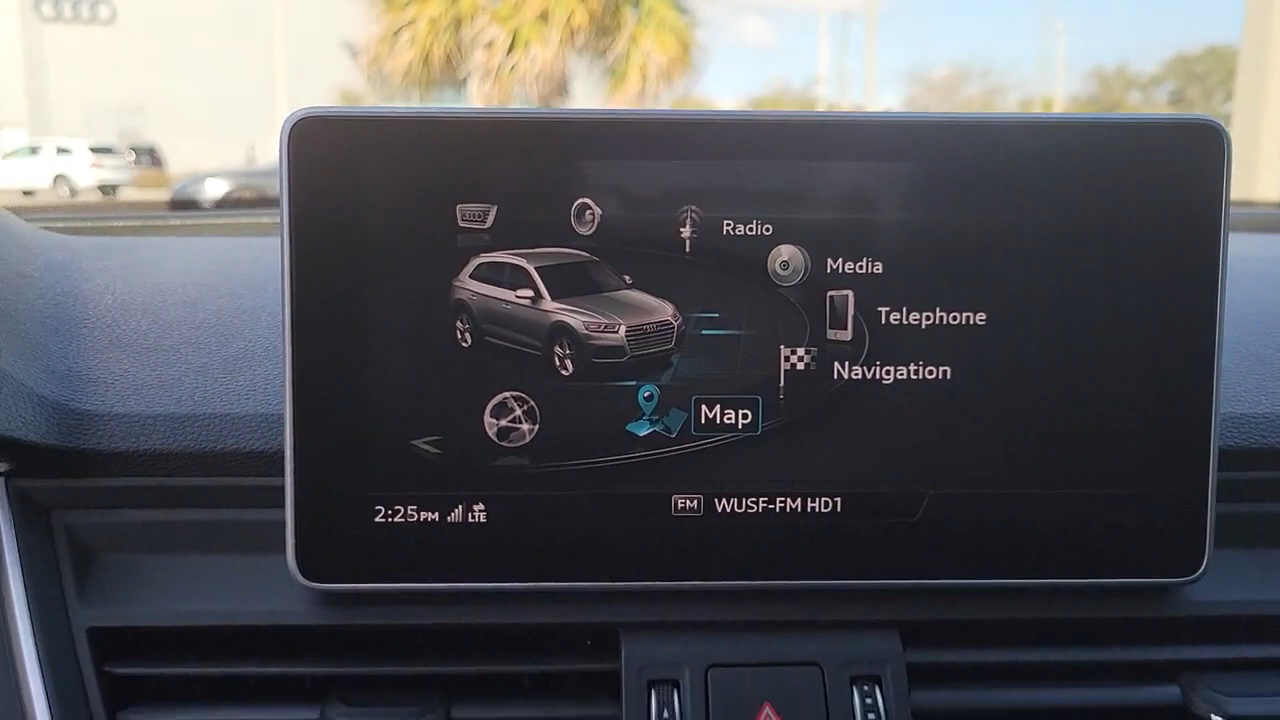 Radio
Media
Telephone
Navigation
Map
2:25PM LTE
FM WUSF-FM HD1